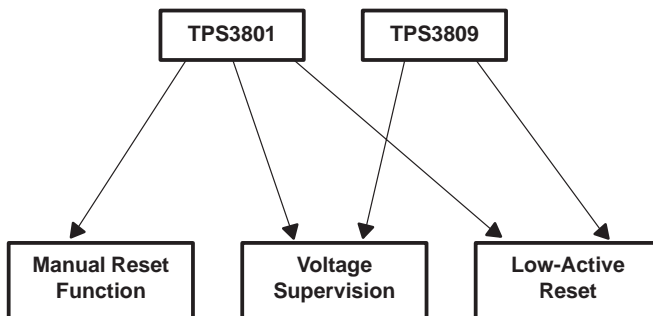 TPS3801
TPS3809
Manual Reset
Function
Voltage
Supervision
Low-Active
Reset